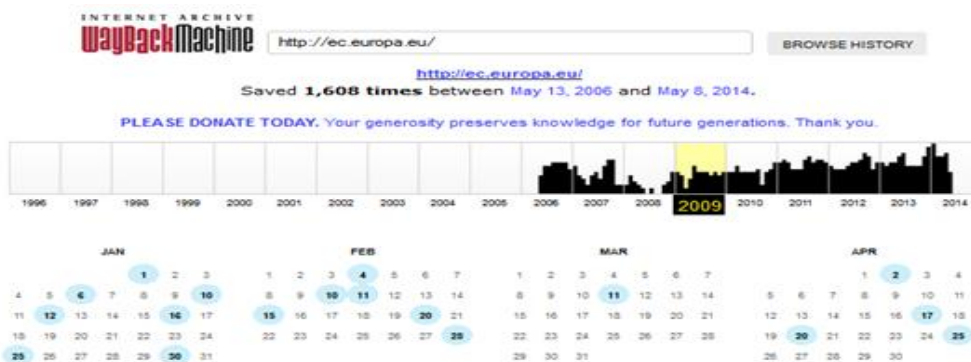 INTERNET ARCHIVE
WayBackMachine
http://ec.europa.eu/
BROWSE HISTORY
http://ec.europa.eu/
Saved 1,608 times between May 13, 2006 and May 8, 2014.
PLEASE DONATE TODAY. Your generosity preserves knowledge for future generations. Thank you.
1996 1997 1998 1999 2000 2001 2002 2003 2004 2005 2006 2007 2008 2009 2010 2011 2012 2013 2014
JAN
1 2 3
4 5 6 7 8 9 10
11 12 13 14 15 16 17
18 19 20 21 22 23 24
25 26 27 28 29 30 31
FEB
1 2 3 4 5 6 7
8 9 10 11 12 13 14
15 16 17 18 19 20 21
22 23 24 25 26 27 28
MAR
1 2 3 4 5 6 7
8 9 10 11 12 13 14
15 16 17 18 19 20 21
22 23 24 25 26 27 28
29 30 31
APR
1 2 3 4
5 6 7 8 9 10 11
12 13 14 15 16 17 18
19 20 21 22 23 24 25
26 27 28 29 30